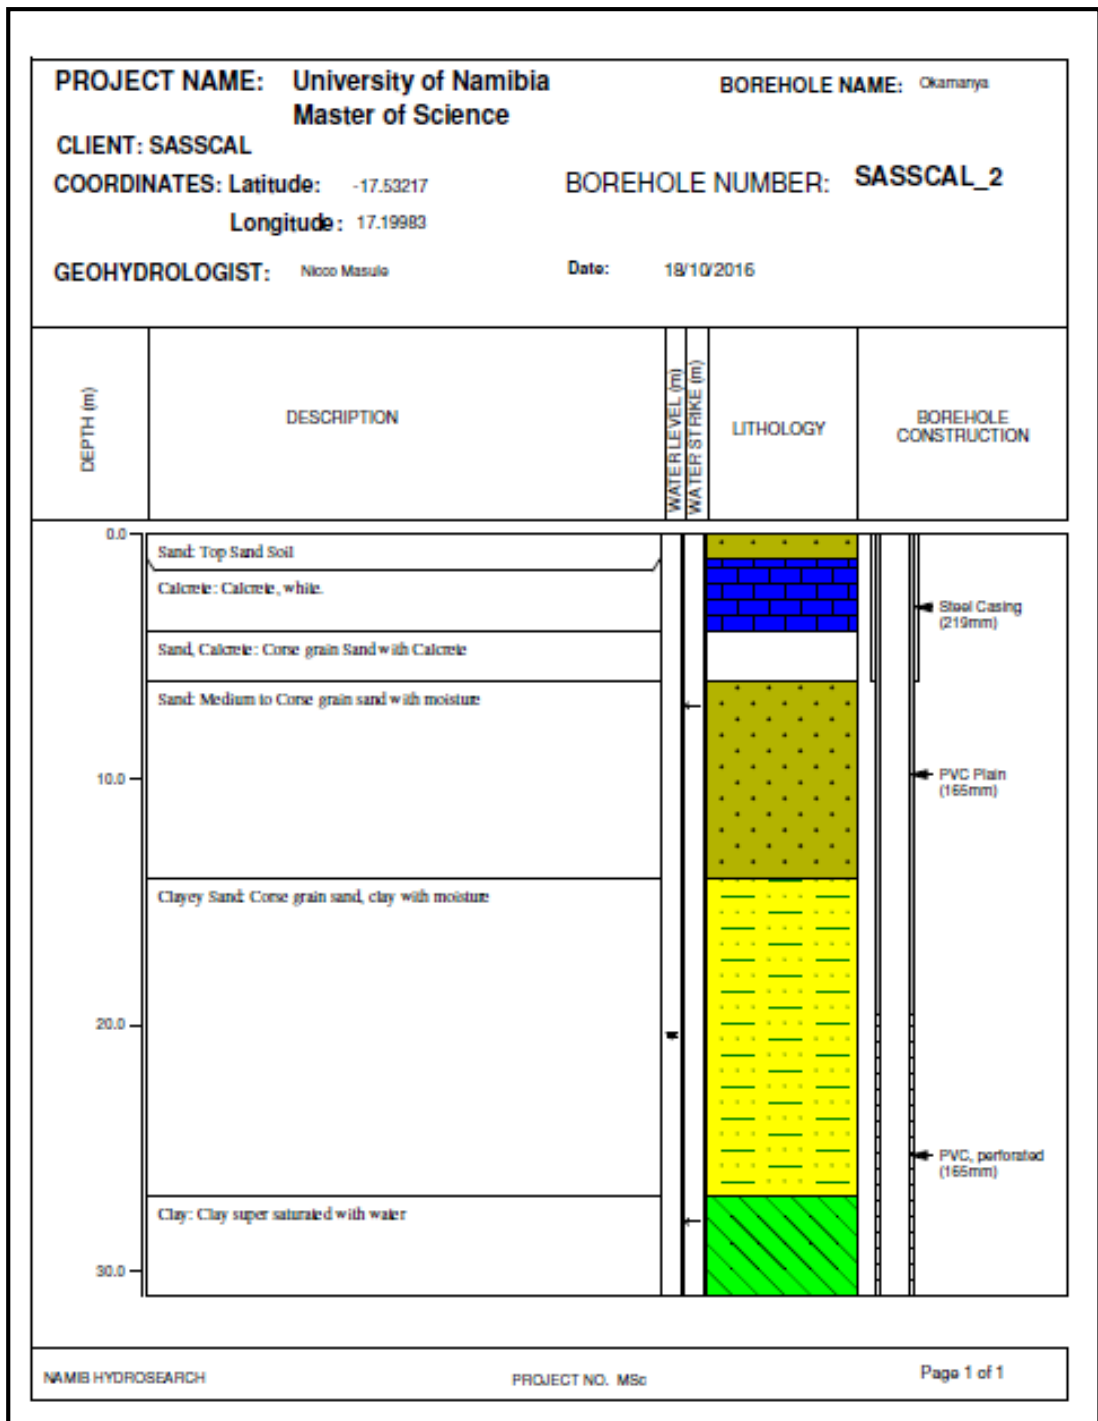 PROJECT NAME: University of Namibia
Master of Science
BOREHOLE NAME: Okamanya
CLIENT: SASSCAL
COORDINATES: Latitude: -17.53217
BOREHOLE NUMBER: SASSCAL_2
Longitude: 17.19983
GEOHYDROLOGIST: Nicco Masule
Date: 18/10/2016
DEPTH (m)
DESCRIPTION
WATER LEVEL (m)
WATER STRIKE (m)
LITHOLOGY
BOREHOLE
CONSTRUCTION
0.0
Sand: Top Sand Soil
Calcrete: Calcrete, white.
Steel Casing
(219mm)
Sand, Calcrete: Corse grain Sand with Calcrete
Sand: Medium to Corse grain sand with moisture
10.0
PVC Plain
(165mm)
Clayey Sand: Corse grain sand, clay with moisture
20.0
PVC, perforated
(165mm)
Clay: Clay super saturated with water
30.0
NAMIB HYDROSEARCH
PROJECT NO. MSc
Page 1 of 1